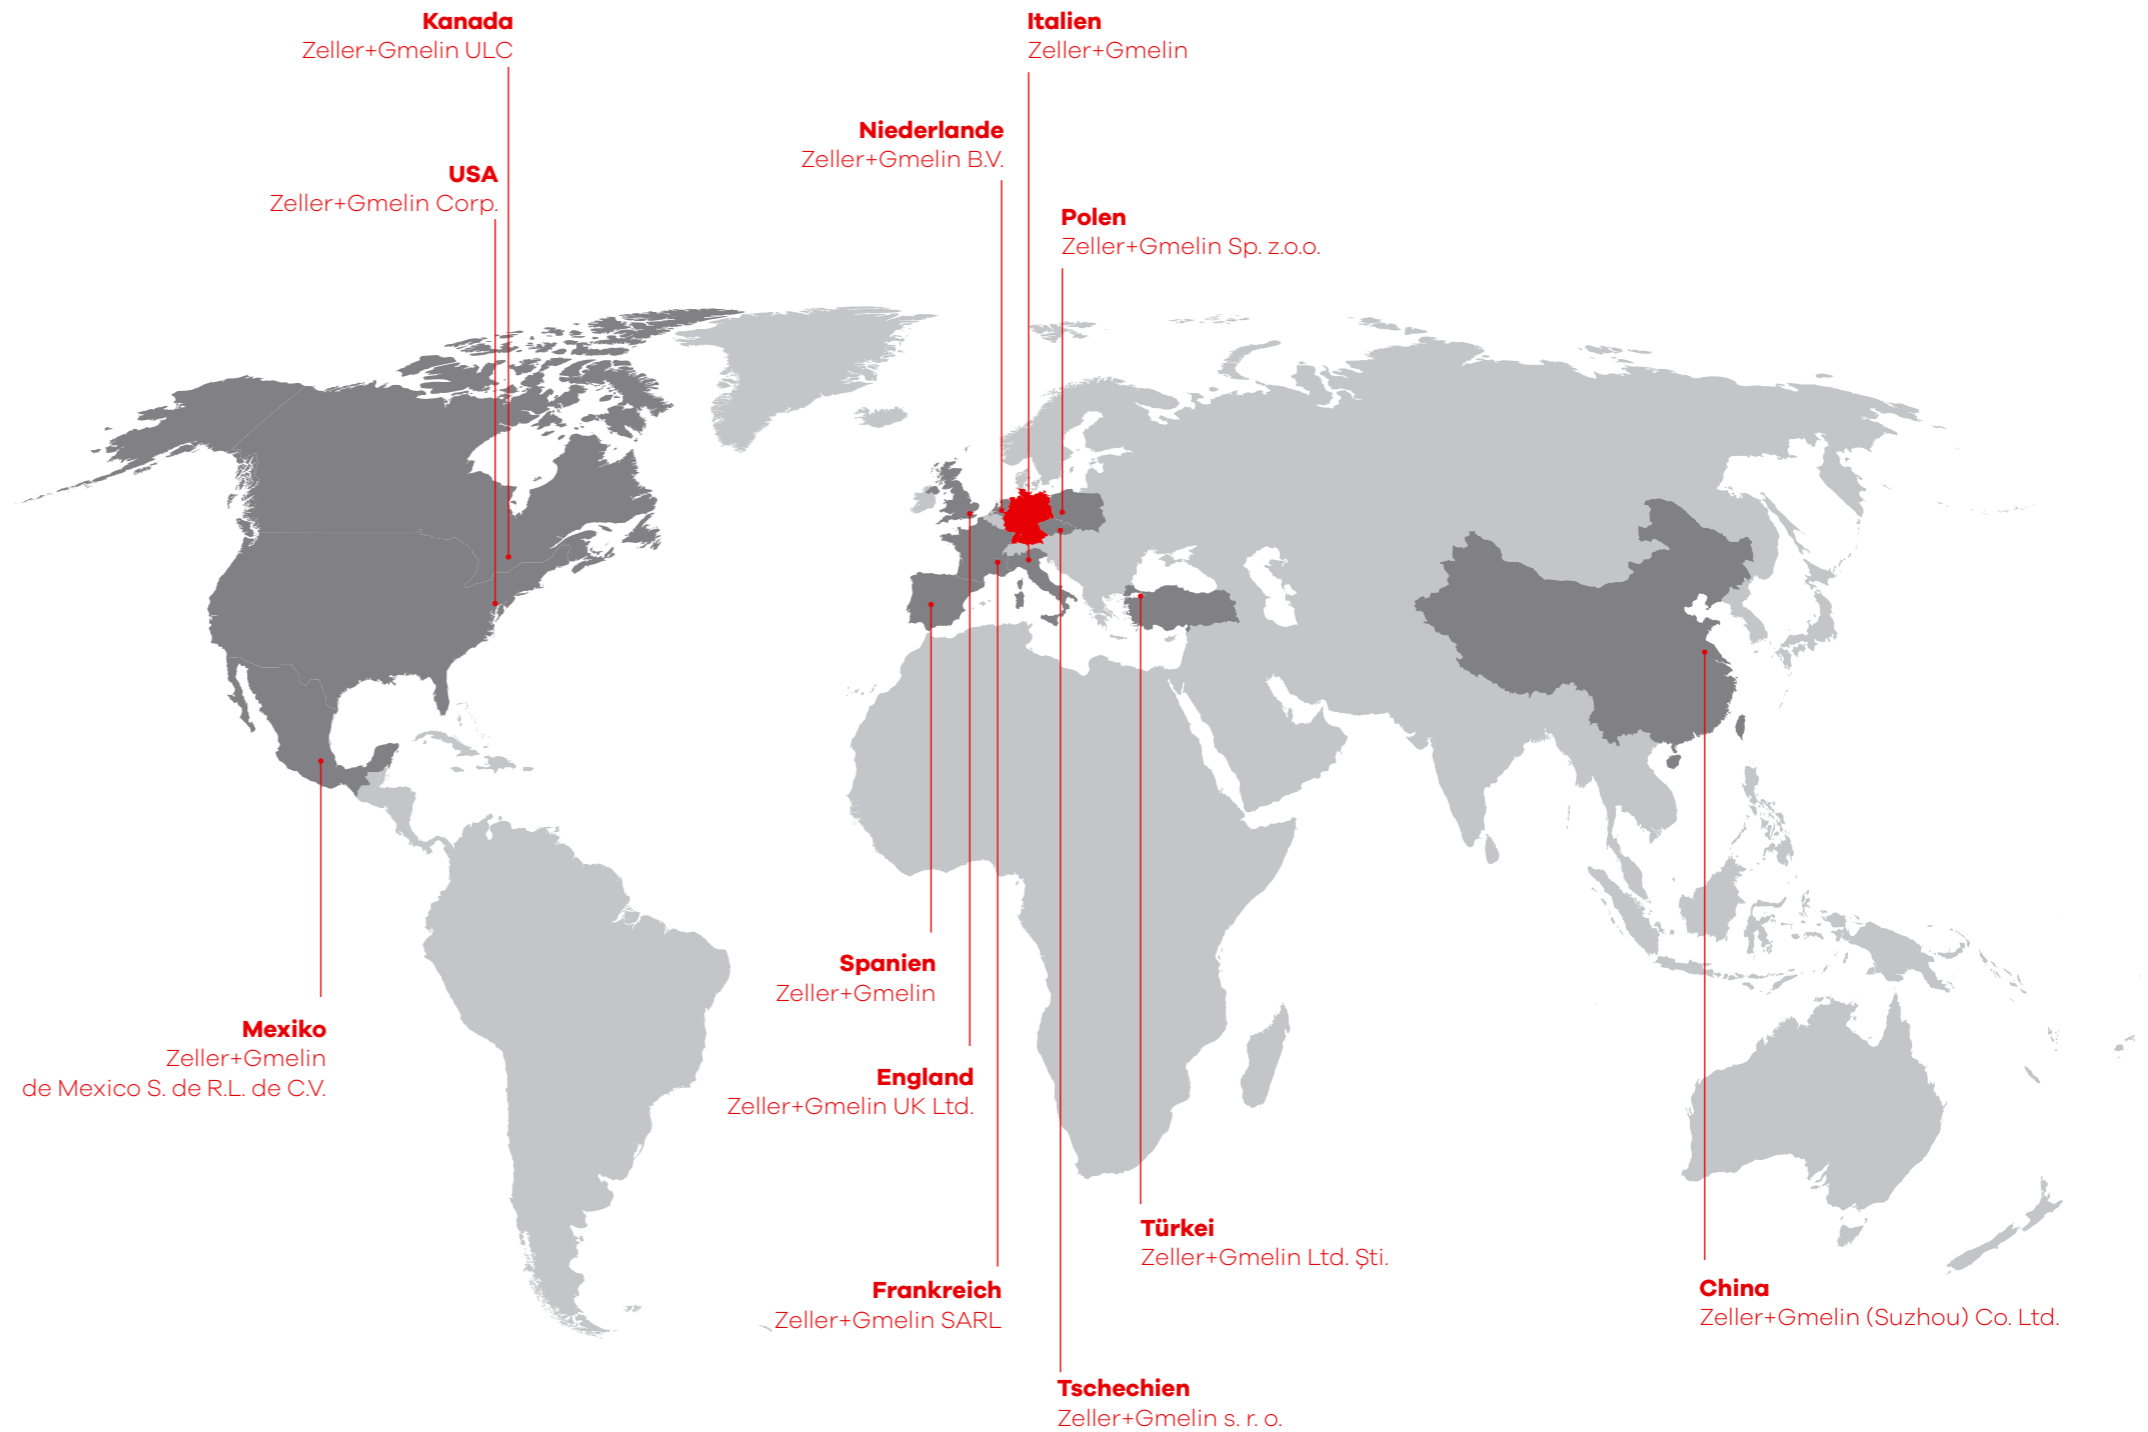 Kanada
Zeller+Gmelin ULC
Italien
Zeller+Gmelin
Niederlande
Zeller+Gmelin B.V.
USA
Zeller+Gmelin Corp.
Polen
Zeller+Gmelin Sp. z.o.o.
Spanien
Zeller+Gmelin
Mexiko
Zeller+Gmelin
de Mexico S. de R.L. de C.V.
England
Zeller+Gmelin UK Ltd.
Türkei
Zeller+Gmelin Ltd. Şti.
Frankreich
Zeller+Gmelin SARL
China
Zeller+Gmelin (Suzhou) Co. Ltd.
Tschechien
Zeller+Gmelin s. r. o.